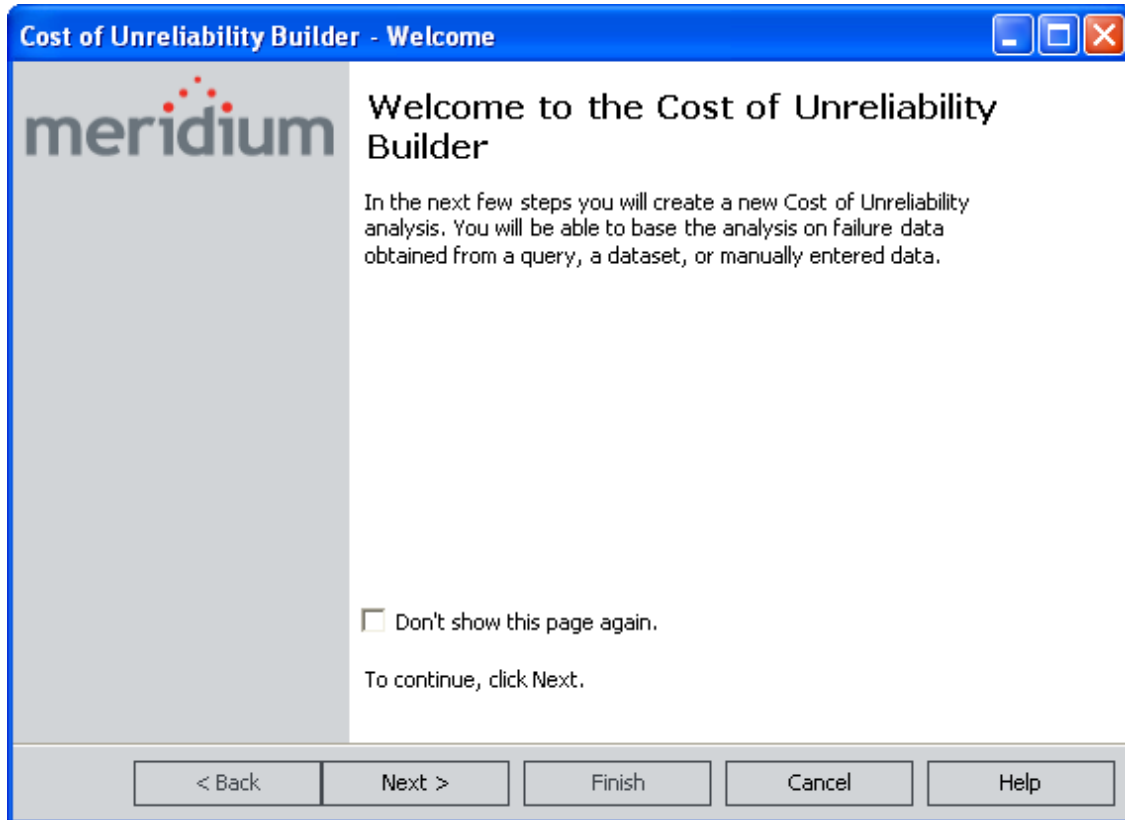 Cost of Unreliability Builder - Welcome
meridium
Welcome to the Cost of Unreliability
Builder
In the next few steps you will create a new Cost of Unreliability
analysis. You will be able to base the analysis on failure data
obtained from a query, a dataset, or manually entered data.
Don't show this page again.
To continue, click Next.
< Back
Next >
Finish
Cancel
Help